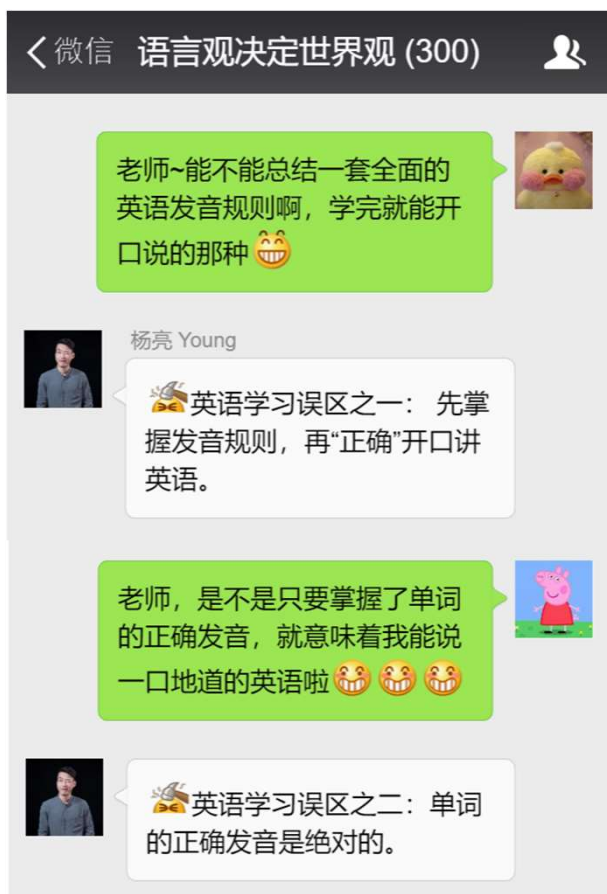 微信 语言观决定世界观 (300)
老师~能不能总结一套全面的
英语发音规则啊，学完就能开
口说的那种
杨亮 Young
英语学习误区之一： 先掌
握发音规则，再“正确”开口讲
英语。
老师，是不是只要掌握了单词
的正确发音，就意味着我能说
一口地道的英语啦
英语学习误区之二：单词
的正确发音是绝对的。